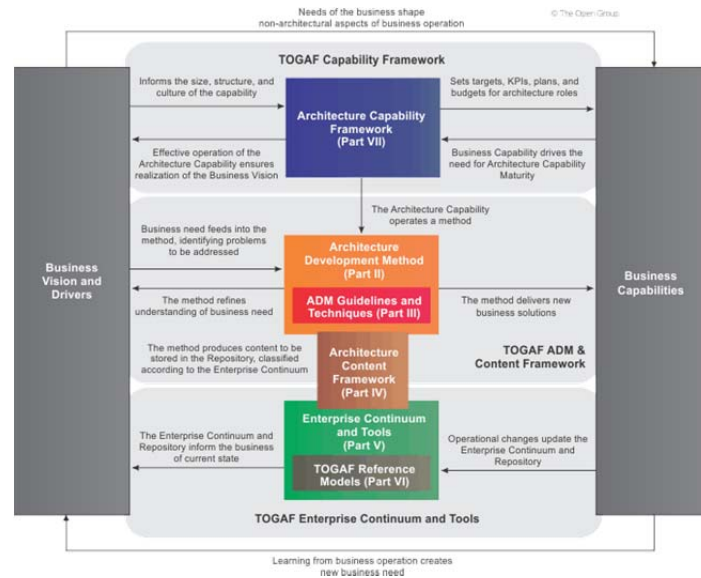 Needs of the business shape
non-architectural aspects of business operation
© The Open Group
TOGAF Capability Framework
Informs the size, structure, and
culture of the capability
Sets targets, KPIs, plans, and
budgets for architecture roles
Architecture Capability
Framework
(Part VII)
Effective operation of the
Architecture Capability ensures
realization of the Business Vision
Business Capability drives the
need for Architecture Capability
Maturity
The Architecture Capability
operates a method
Business need feeds into the
method, identifying problems
to be addressed
Architecture
Development Method
(Part II)
Business
Vision and
Drivers
Business
Capabilities
ADM Guidelines and
Techniques (Part III)
The method refines
understanding of business need
The method delivers new
business solutions
The method produces content to be
stored in the Repository, classified
according to the Enterprise Continuum
Architecture
Content
Framework
(Part IV)
TOGAF ADM &
Content Framework
Enterprise Continuum
and Tools
(Part V)
The Enterprise Continuum and
Repository inform the business
of current state
Operational changes update the
Enterprise Continuum and
Repository
TOGAF Reference
Models (Part VI)
TOGAF Enterprise Continuum and Tools
Learning from business operation creates
new business need